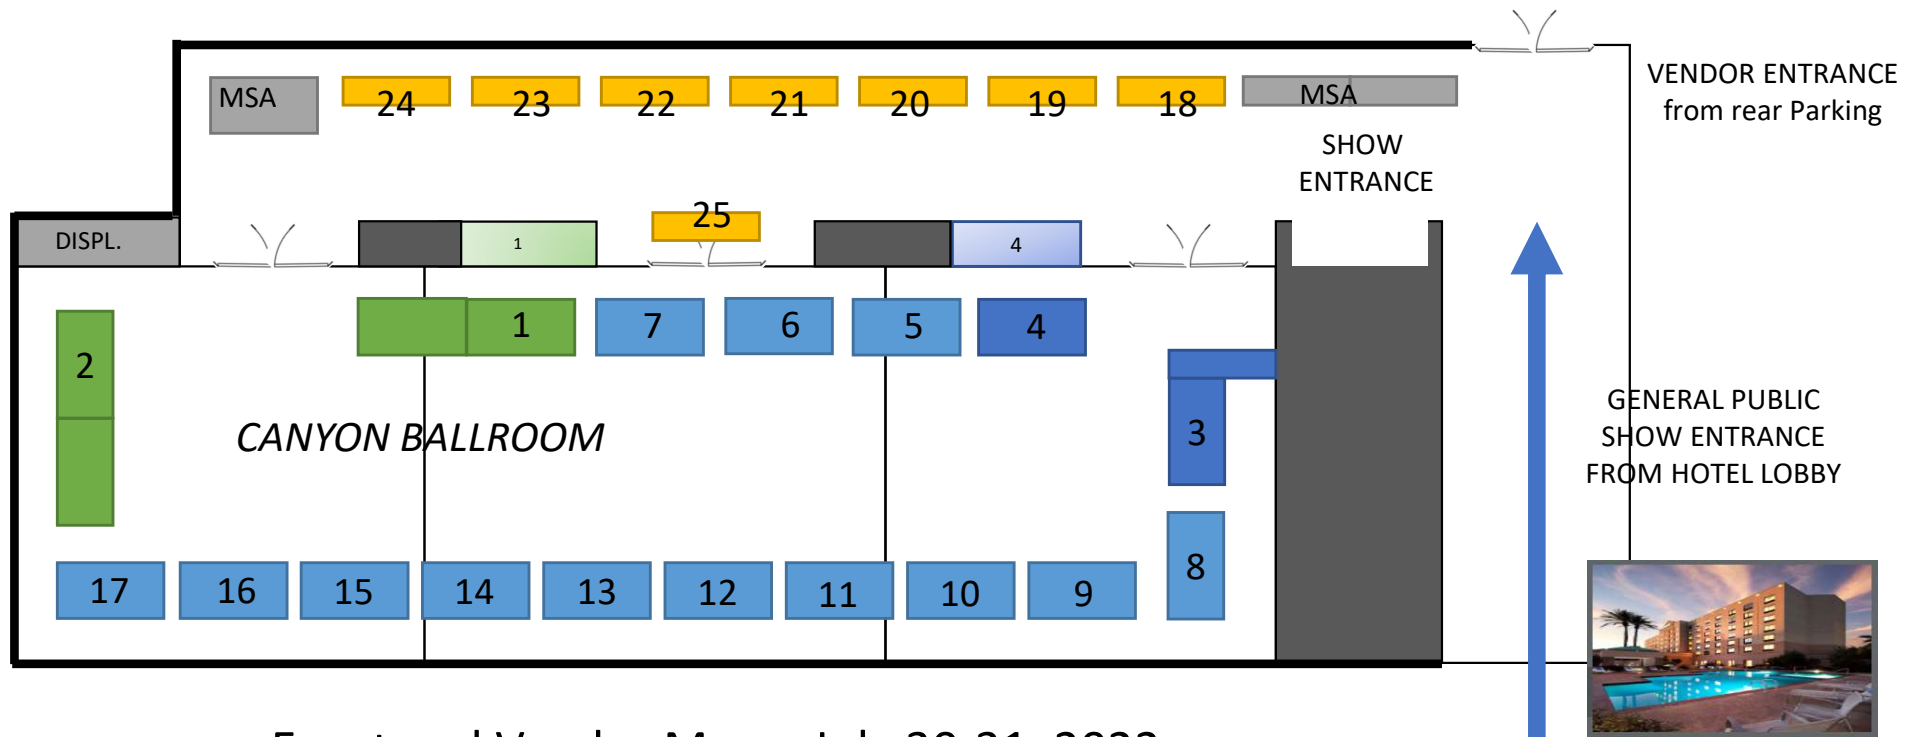 VENDOR ENTRANCE
from rear Parking
MSA
24
23
22
21
20
19
18
MSA
SHOW
ENTRANCE
DISPL.
1
25
4
1
7
6
5
4
2
3
CANYON BALLROOM
GENERAL PUBLIC
SHOW ENTRANCE
FROM HOTEL LOBBY
17
16
15
14
13
12
11
10
9
8